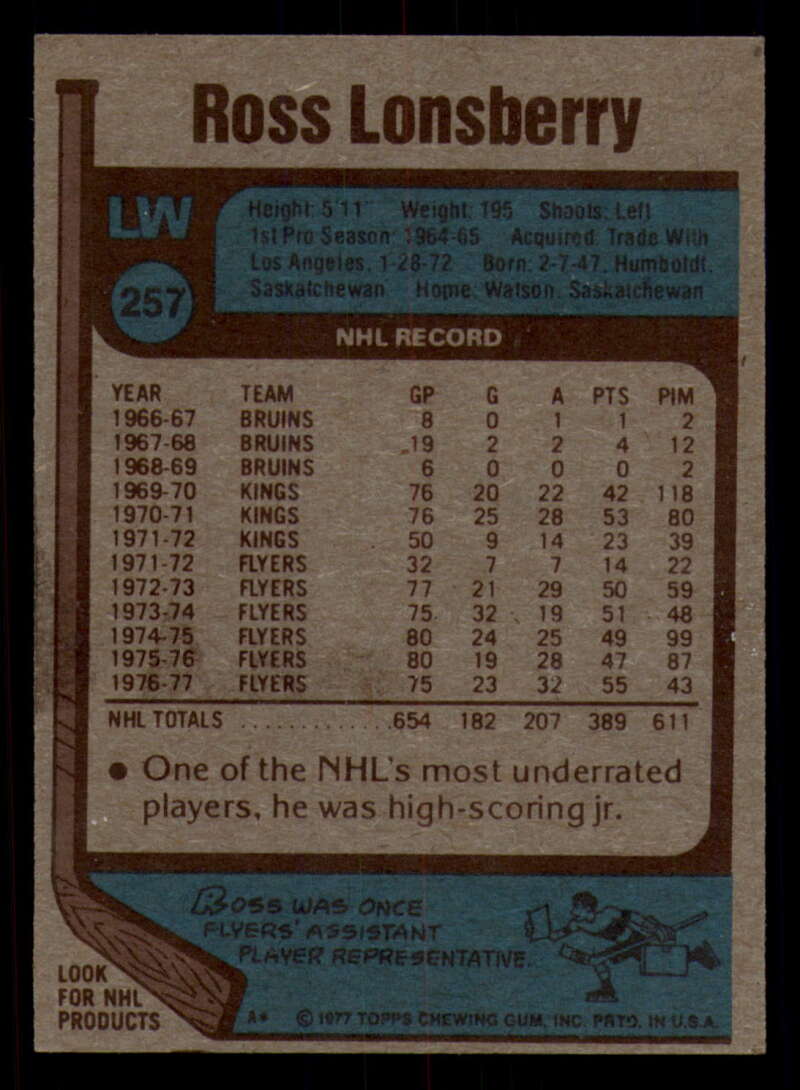 Ross Lonsberry
LW
257
Height: 5'11" Weight: 195 Shoots: Left
1st Pro Season: 1964-65 Acquired: Trade With
Los Angeles, 1-28-72 Born: 2-7-47, Humboldt,
Saskatchewan Home: Watson, Saskatchewan
NHL RECORD
YEAR TEAM GP G A PTS PIM
1966-67 BRUINS 8 0 1 1 2
1967-68 BRUINS 19 2 2 4 12
1968-69 BRUINS 6 0 0 0 2
1969-70 KINGS 76 20 22 42 118
1970-71 KINGS 76 25 28 53 80
1971-72 KINGS 50 9 14 23 39
1971-72 FLYERS 32 7 7 14 22
1972-73 FLYERS 77 21 29 50 59
1973-74 FLYERS 75 32 19 51 48
1974-75 FLYERS 80 24 25 49 99
1975-76 FLYERS 80 19 28 47 87
1976-77 FLYERS 75 23 32 55 43
NHL TOTALS ..............654 182 207 389 611
• One of the NHL's most underrated
players, he was high-scoring jr.
ROSS WAS ONCE
FLYERS' ASSISTANT
PLAYER REPRESENTATIVE.
LOOK
FOR NHL
PRODUCTS
A* © 1977 TOPPS CHEWING GUM, INC. PRTD. IN U.S.A.